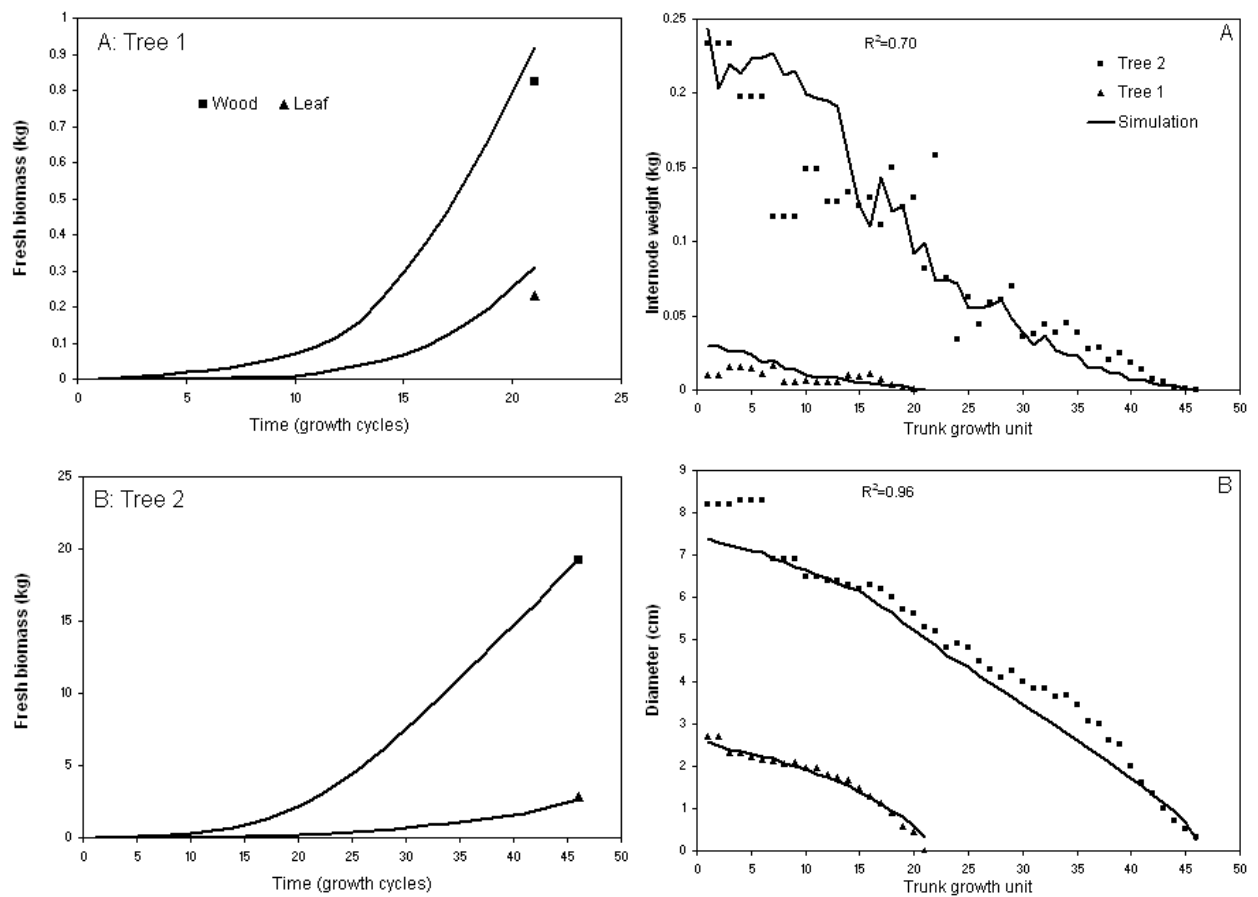 A: Tree 1
Wood Leaf
Fresh biomass (kg)
1
0.9
0.8
0.7
0.6
0.5
0.4
0.3
0.2
0.1
0
0 5 10 15 20 25
Time (growth cycles)
A
R²=0.70
Tree 2
Tree 1
Simulation
Internode weight (kg)
0.25
0.2
0.15
0.1
0.05
0
0 5 10 15 20 25 30 35 40 45 50
Trunk growth unit
B: Tree 2
Fresh biomass (kg)
25
20
15
10
5
0
0 5 10 15 20 25 30 35 40 45 50
Time (growth cycles)
B
R²=0.96
Diameter (cm)
9
8
7
6
5
4
3
2
1
0
0 5 10 15 20 25 30 35 40 45 50
Trunk growth unit